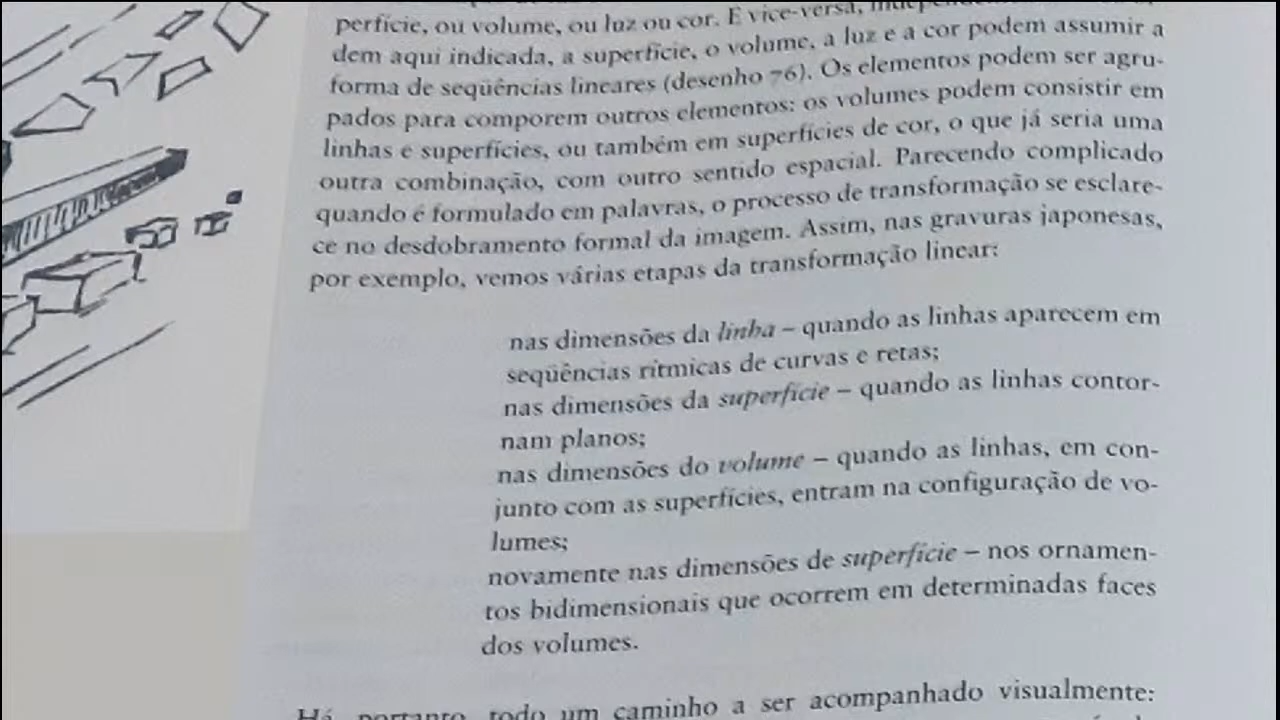 perfície, ou volume, ou luz ou cor. E vice-versa,
dem aqui indicada, a superfície, o volume, a luz e a cor podem assumir a
forma de seqüências lineares (desenho 76). Os elementos podem ser agru-
pados para comporem outros elementos: os volumes podem consistir em
linhas e superfícies, ou também em superfícies de cor, o que já seria uma
outra combinação, com outro sentido espacial. Parecendo complicado
quando é formulado em palavras, o processo de transformação se esclare-
ce no desdobramento formal da imagem. Assim, nas gravuras japonesas,
por exemplo, vemos várias etapas da transformação linear:
nas dimensões da linha – quando as linhas aparecem em
seqüências rítmicas de curvas e retas;
nas dimensões da superfície – quando as linhas contor-
nam planos;
nas dimensões do volume – quando as linhas, em con-
junto com as superfícies, entram na configuração de vo-
lumes;
novamente nas dimensões de superfície – nos ornamen-
tos bidimensionais que ocorrem em determinadas faces
dos volumes.
Há, portanto, todo um caminho a ser acompanhado visualmente: